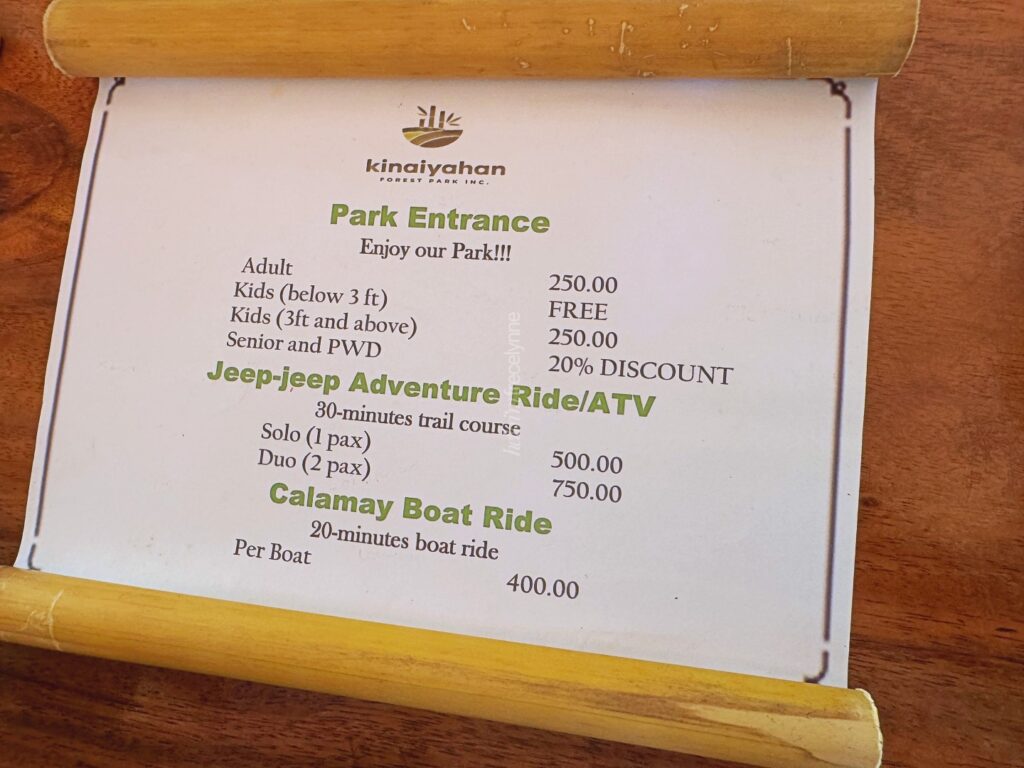 kinaiyahan
FOREST PARK INC.
Park Entrance
Enjoy our Park!!!
Adult 250.00
Kids (below 3 ft) FREE
Kids (3ft and above) 250.00
Senior and PWD 20% DISCOUNT
Jeep-jeep Adventure Ride/ATV
30-minutes trail course
Solo (1 pax) 500.00
Duo (2 pax) 750.00
Calamay Boat Ride
20-minutes boat ride
Per Boat 400.00